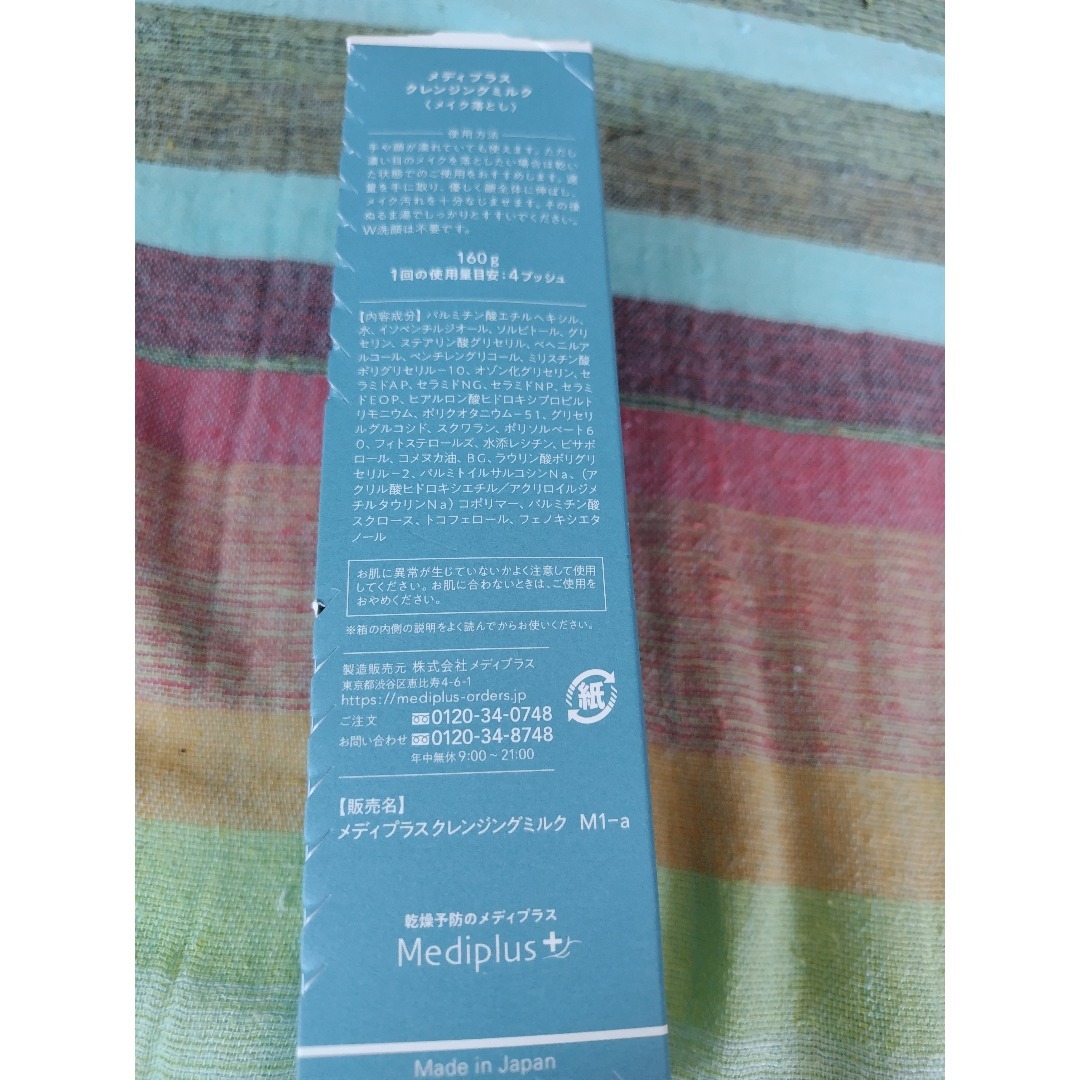 メディプラス
クレンジングミルク
〈メイク落とし〉
使用方法
手や顔が濡れていても使えます。ただし
濃い目のメイクを落としたい場合は乾い
た状態でのご使用をおすすめします。適
量を手に取り、優しく顔全体に伸ばし、
メイク汚れを十分なじませます。その後
ぬるま湯でしっかりとすすいでください。
W洗顔は不要です。
160g
1回の使用量目安:4プッシュ
【内容成分】パルミチン酸エチルヘキシル、
水、イソペンチルジオール、ソルビトール、グリ
セリン、ステアリン酸グリセリル、ベヘニルア
ルコール、ペンチレングリコール、ミリスチン酸
ポリグリセリル-10、オゾン化グリセリン、セ
ラミドAP、セラミドNG、セラミドNP、セラミ
ドEOP、ヒアルロン酸ヒドロキシプロピルト
リモニウム、ポリクオタニウム-51、グリセリ
ルグルコシド、スクワラン、ポリソルベート6
0、フィトステロールズ、水添レシチン、ビサボ
ロール、コメヌカ油、BG、ラウリン酸ポリグリ
セリル-2、パルミトイルサルコシンNa、(ア
クリル酸ヒドロキシエチル/アクリロイルジメ
チルタウリンNa)コポリマー、パルミチン酸
スクロース、トコフェロール、フェノキシエタ
ノール
お肌に異常が生じていないかよく注意して使用
してください。お肌に合わないときは、ご使用を
おやめください。
※箱の内側の説明をよく読んでからお使いください。
製造販売元 株式会社メディプラス
東京都渋谷区恵比寿4-6-1
https://mediplus-orders.jp
ご注文 0120-34-0748
お問い合わせ 0120-34-8748
年中無休9:00~21:00
紙
【販売名】
メディプラスクレンジングミルク M1-a
乾燥予防のメディプラス
Mediplus+
Made in Japan